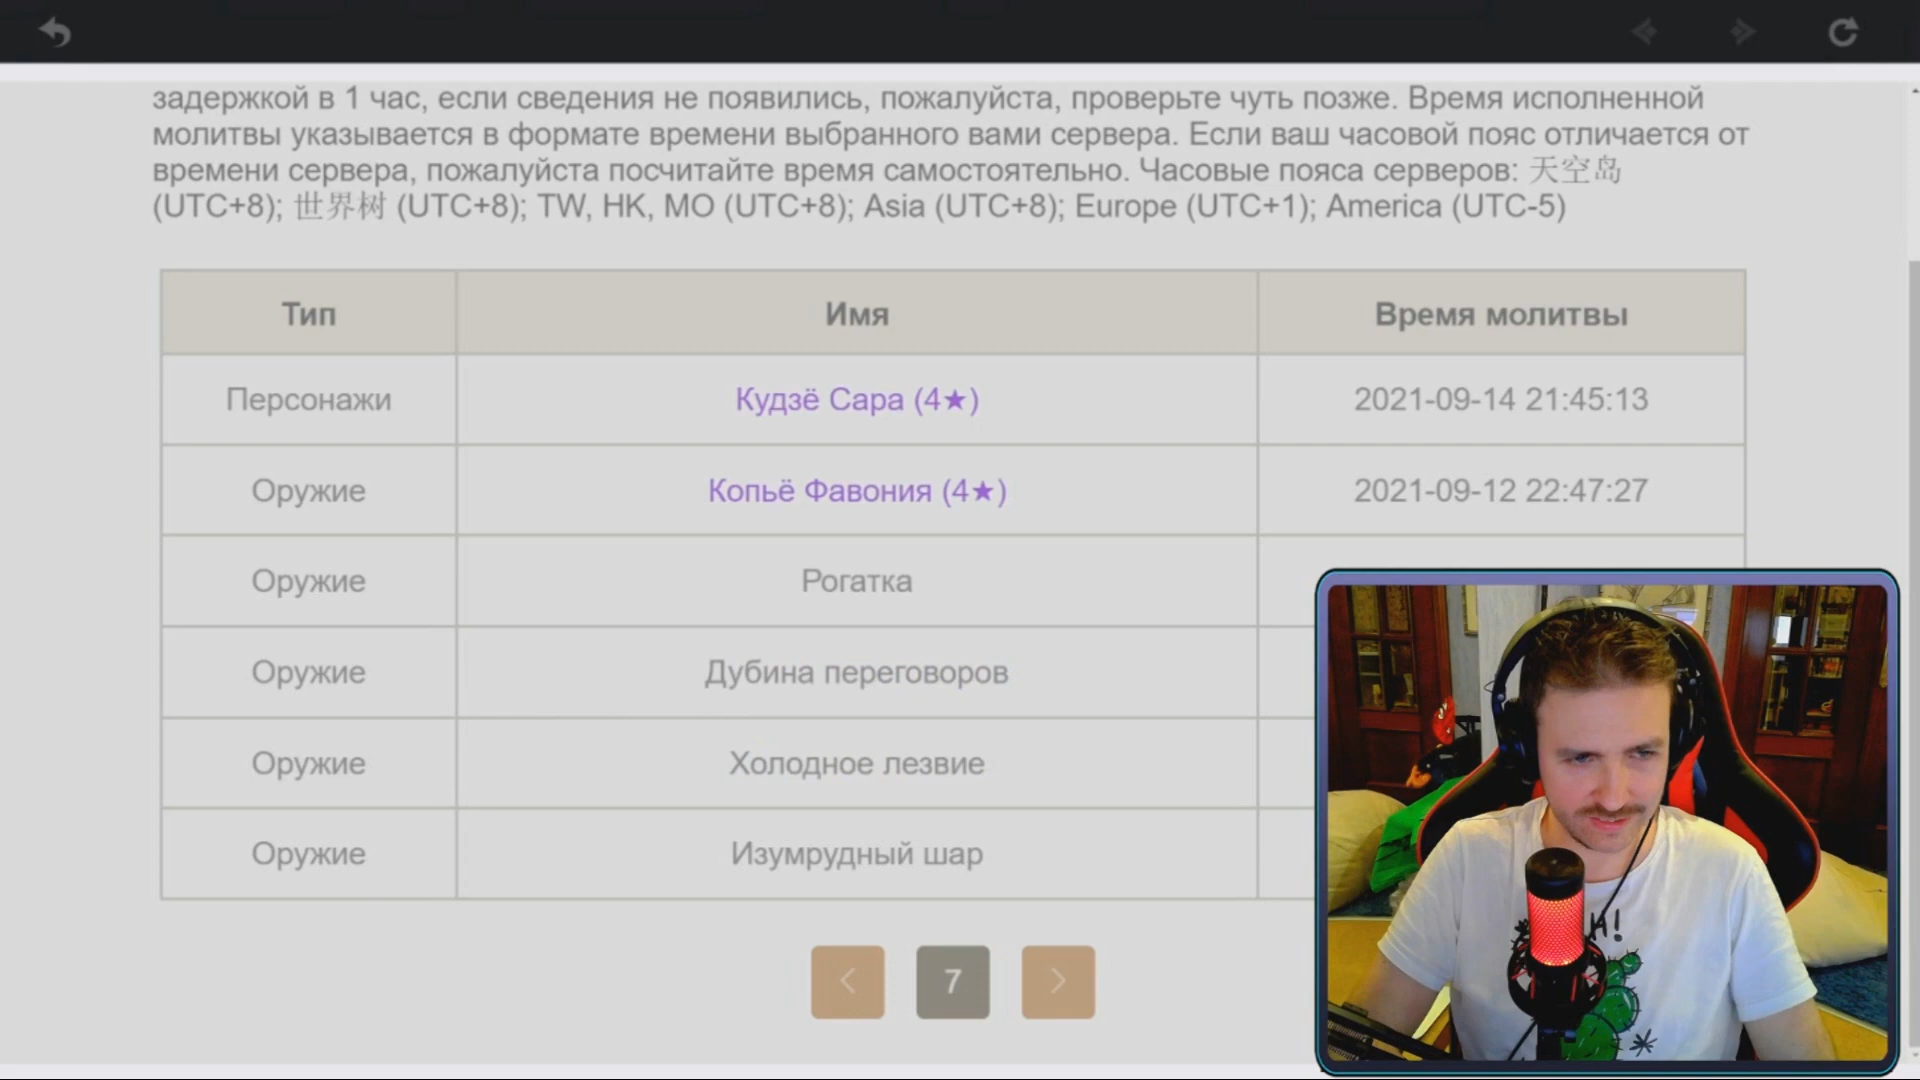 задержкой в 1 час, если сведения не появились, пожалуйста, проверьте чуть позже. Время исполненной
молитвы указывается в формате времени выбранного вами сервера. Если ваш часовой пояс отличается от
времени сервера, пожалуйста посчитайте время самостоятельно. Часовые пояса серверов: 天空岛
(UTC+8); 世界树 (UTC+8); TW, HK, MO (UTC+8); Asia (UTC+8); Europe (UTC+1); America (UTC-5)
Тип Имя Время молитвы
Персонажи Кудзё Сара (4★) 2021-09-14 21:45:13
Оружие Копьё Фавония (4★) 2021-09-12 22:47:27
Оружие Рогатка
Оружие Дубина переговоров
Оружие Холодное лезвие
Оружие Изумрудный шар
7